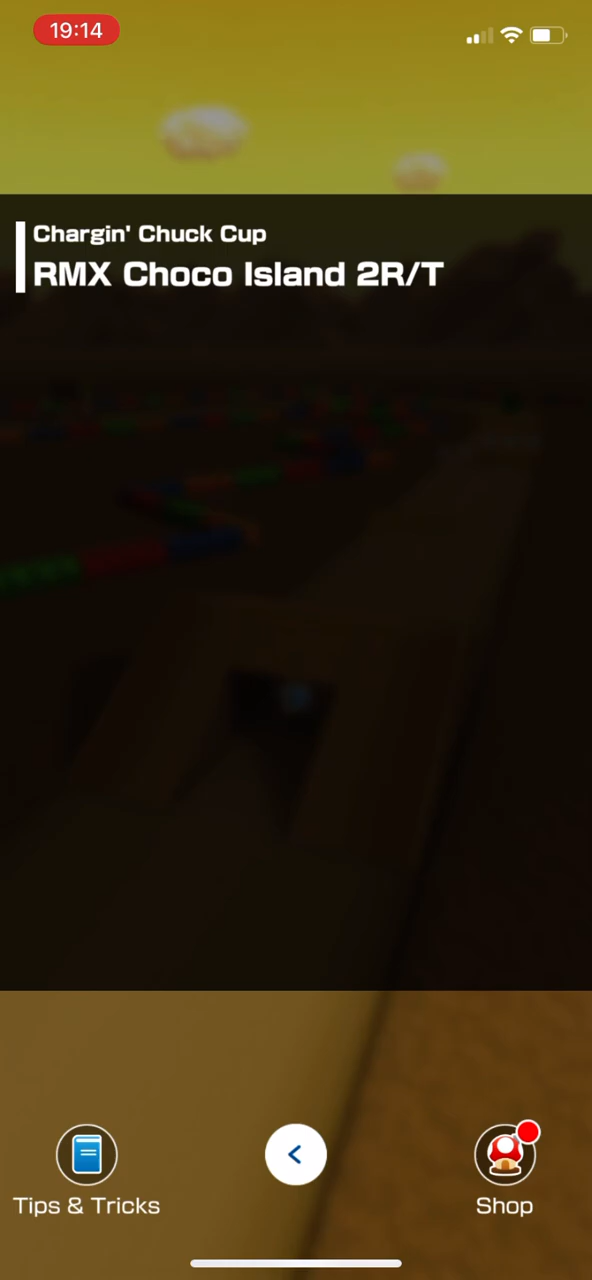 19:14
Chargin' Chuck Cup
RMX Choco Island 2R/T
Tips & Tricks
Shop